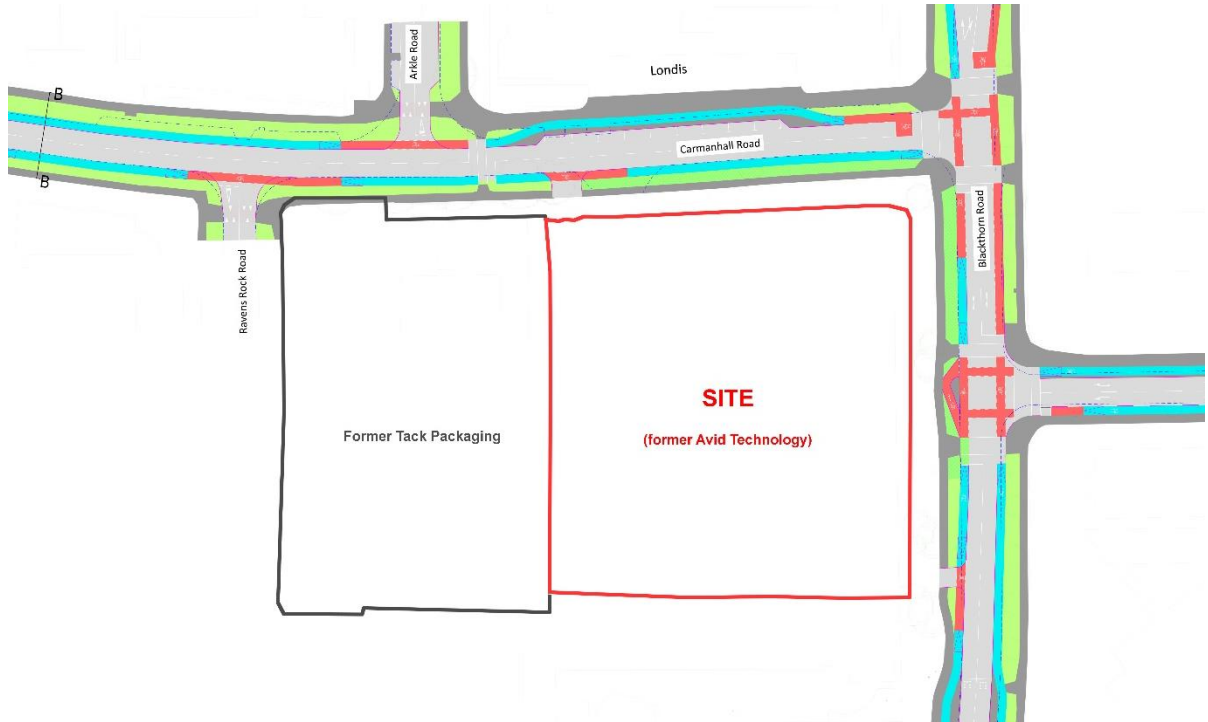 B
B
Arkle Road
Londis
Carmanhall Road
Blackthorn Road
Ravens Rock Road
SITE
(former Avid Technology)
Former Tack Packaging